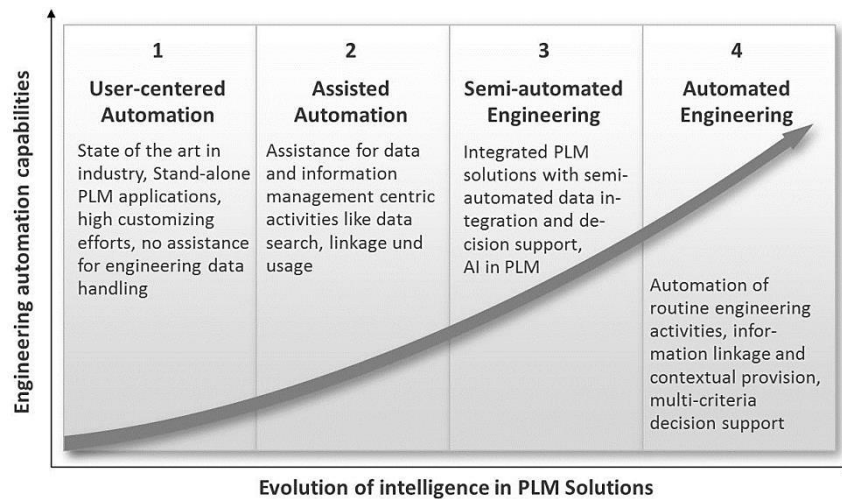 Engineering automation capabilities
1
User-centered
Automation
State of the art in
industry, Stand-alone
PLM applications,
high customizing
efforts, no assistance
for engineering data
handling
2
Assisted
Automation
Assistance for data
and information
management centric
activities like data
search, linkage und
usage
3
Semi-automated
Engineering
Integrated PLM
solutions with semi-
automated data in-
tegration and de-
cision support,
AI in PLM
4
Automated
Engineering
Automation of
routine engineering
activities, infor-
mation linkage and
contextual provision,
multi-criteria
decision support
Evolution of intelligence in PLM Solutions